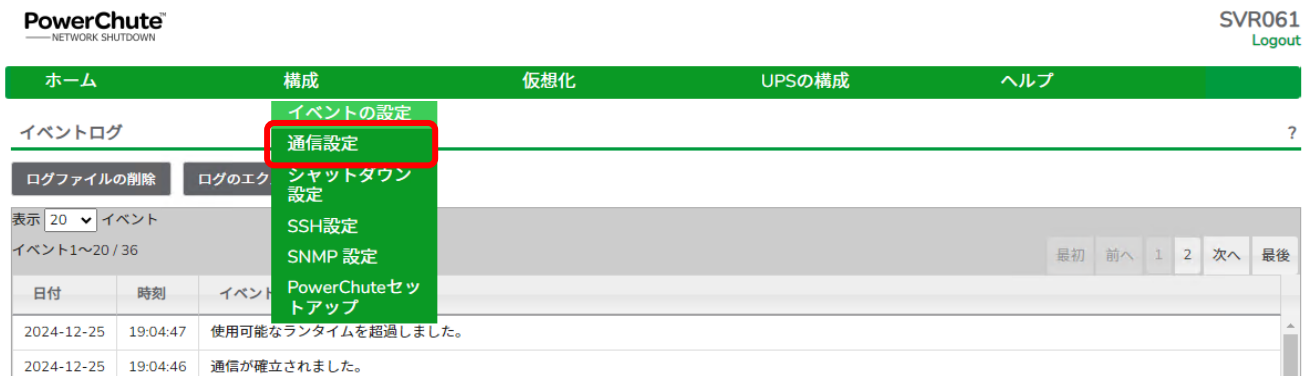 PowerChute™
NETWORK SHUTDOWN
SVR061
Logout
ホーム 構成 仮想化 UPSの構成 ヘルプ
イベントの設定
通信設定
シャットダウン
設定
SSH設定
SNMP 設定
PowerChuteセッ
トアップ
イベントログ ?
ログファイルの削除 ログのエク
表示 20 イベント
イベント1～20 / 36
最初 前へ 1 2 次へ 最後
日付 時刻 イベント
2024-12-25 19:04:47 使用可能なランタイムを超過しました。
2024-12-25 19:04:46 通信が確立されました。